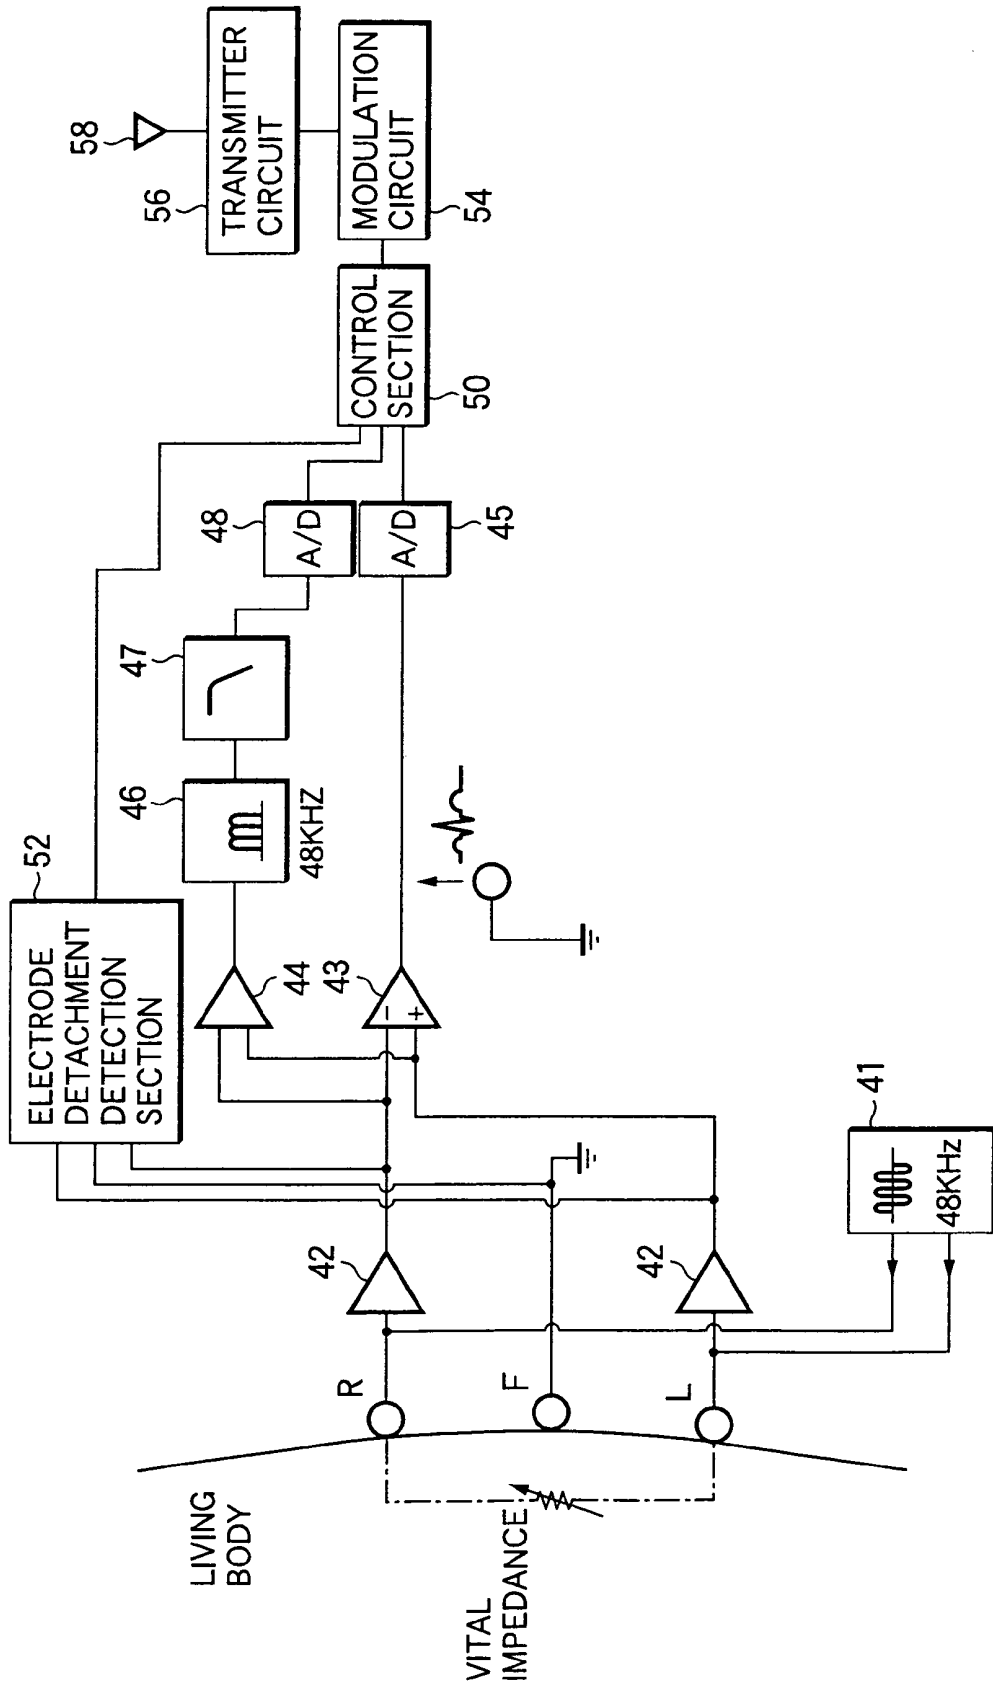 58
56
TRANSMITTER
CIRCUIT
MODULATION
CIRCUIT
54
CONTROL
SECTION
50
48
A/D
A/D
45
47
46
48KHZ
52
ELECTRODE
DETACHMENT
DETECTION
SECTION
44
43
−
+
42
42
41
48KHz
R
F
L
LIVING
BODY
VITAL
IMPEDANCE